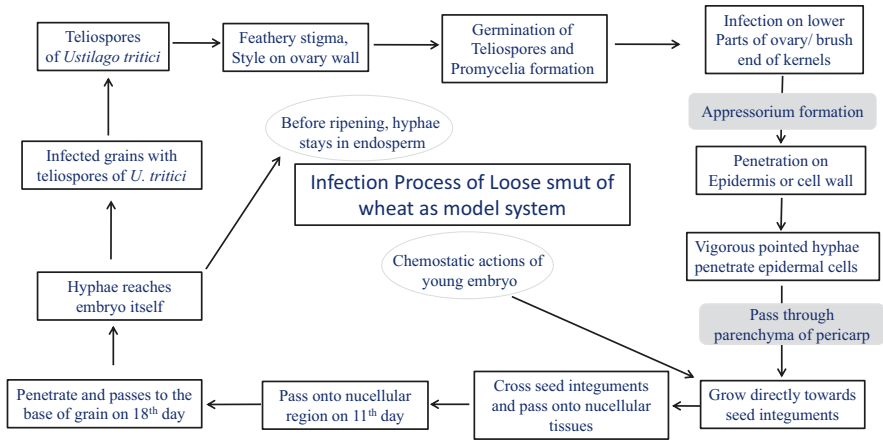 Teliospores
of Ustilago tritici
Feathery stigma,
Style on ovary wall
Germination of
Teliospores and
Promycelia formation
Infection on lower
Parts of ovary/ brush
end of kernels
Appressorium formation
Penetration on
Epidermis or cell wall
Vigorous pointed hyphae
penetrate epidermal cells
Pass through
parenchyma of pericarp
Grow directly towards
seed integuments
Chemostatic actions of
young embryo
Cross seed integuments
and pass onto nucellular
tissues
Pass onto nucellular
region on 11th day
Penetrate and passes to the
base of grain on 18th day
Hyphae reaches
embryo itself
Before ripening, hyphae
stays in endosperm
Infected grains with
teliospores of U. tritici
Infection Process of Loose smut of
wheat as model system